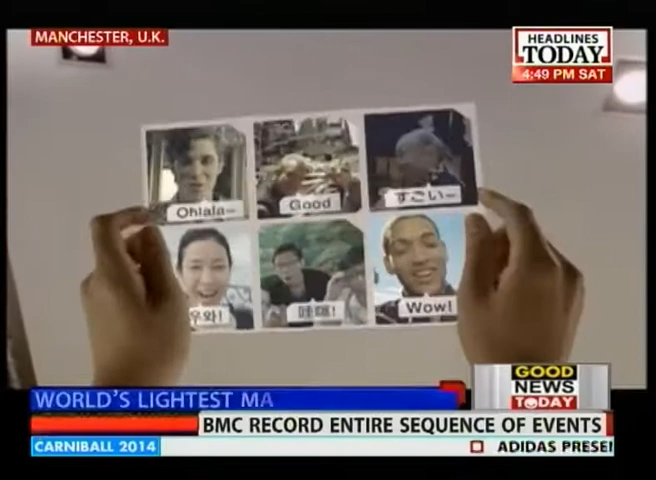 MANCHESTER, U.K.
HEADLINES
TODAY
4:49 PM SAT
Ohlala~
Good
すごい~
우와!
哇噻!
Wow!
GOOD
NEWS
TODAY
WORLD'S LIGHTEST MA
BMC RECORD ENTIRE SEQUENCE OF EVENTS
CARNIBALL 2014
ADIDAS PRESEN